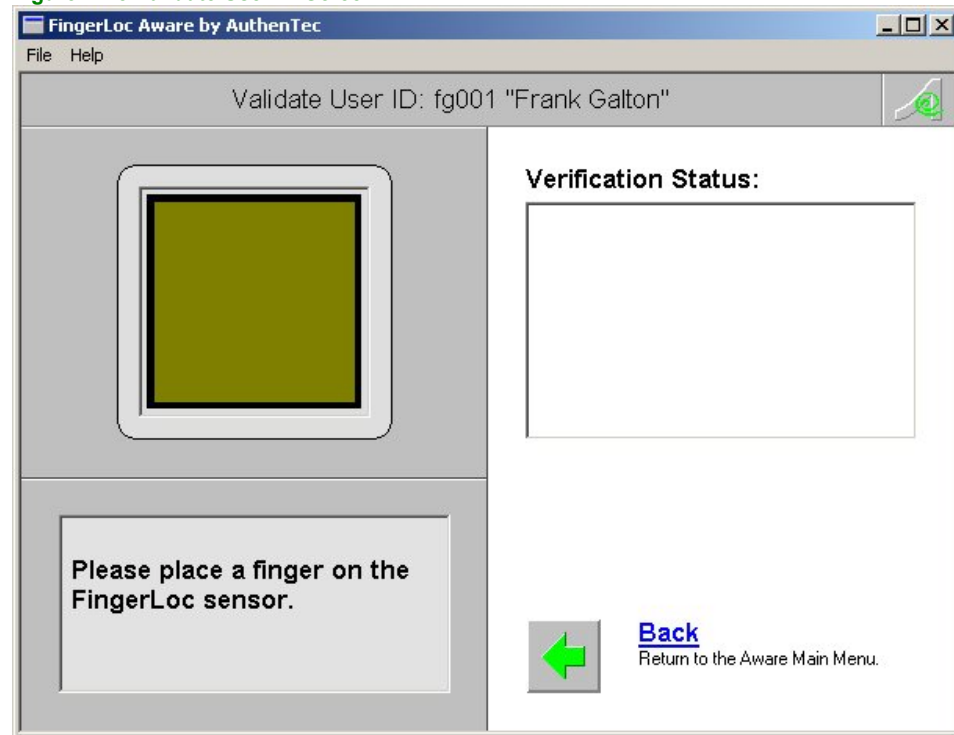 FingerLoc Aware by AuthenTec
File Help
Validate User ID: fg001 "Frank Galton"
Verification Status:
Please place a finger on the
FingerLoc sensor.
Back
Return to the Aware Main Menu.